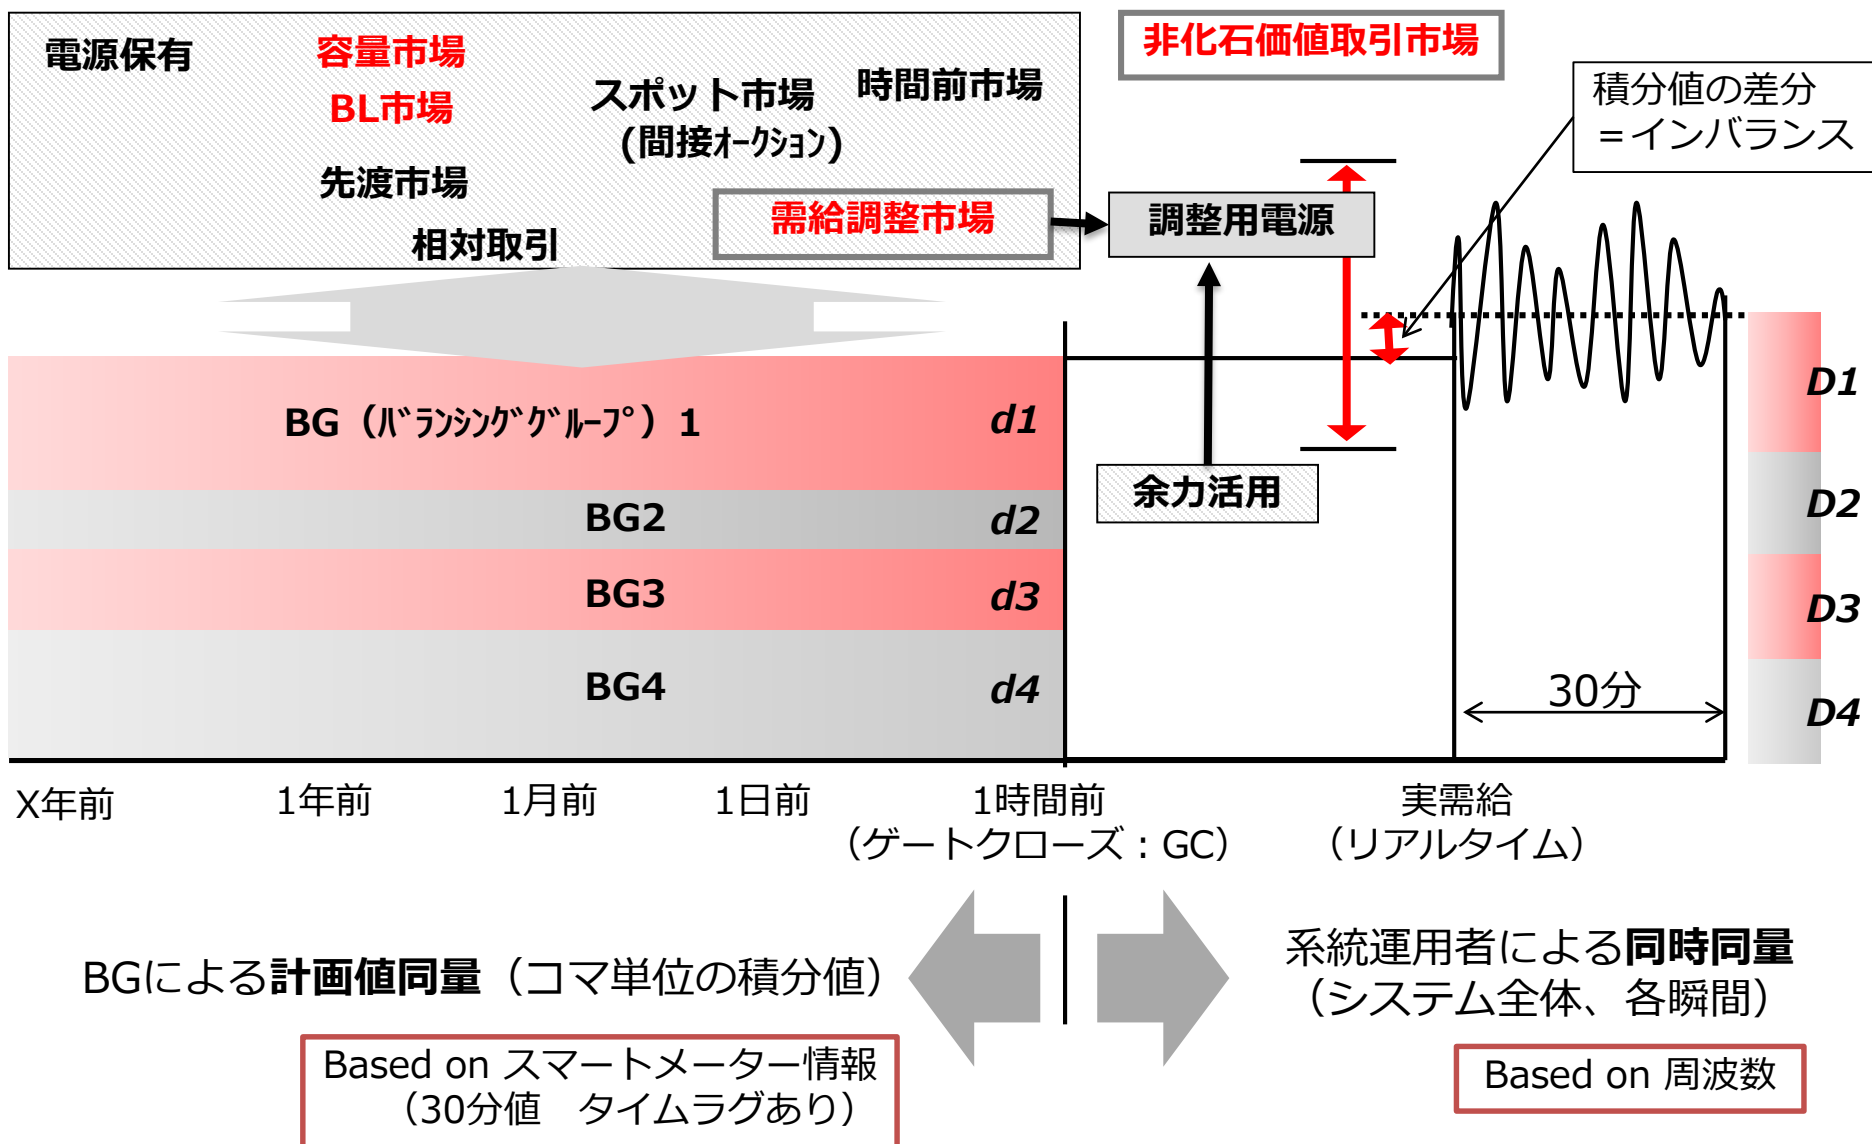 電源保有
容量市場
BL市場
先渡市場
相対取引
スポット市場
(間接ｵｰｸｼｮﾝ)
時間前市場
需給調整市場
非化石価値取引市場
調整用電源
積分値の差分
＝インバランス
余力活用
BG（ﾊﾞﾗﾝｼﾝｸﾞｸﾞﾙｰﾌﾟ）1
d1
BG2
d2
BG3
d3
BG4
d4
30分
D1
D2
D3
D4
X年前
1年前
1月前
1日前
1時間前
（ゲートクローズ：GC）
実需給
（リアルタイム）
BGによる計画値同量（コマ単位の積分値）
Based on スマートメーター情報
（30分値　タイムラグあり）
系統運用者による同時同量
（システム全体、各瞬間）
Based on 周波数